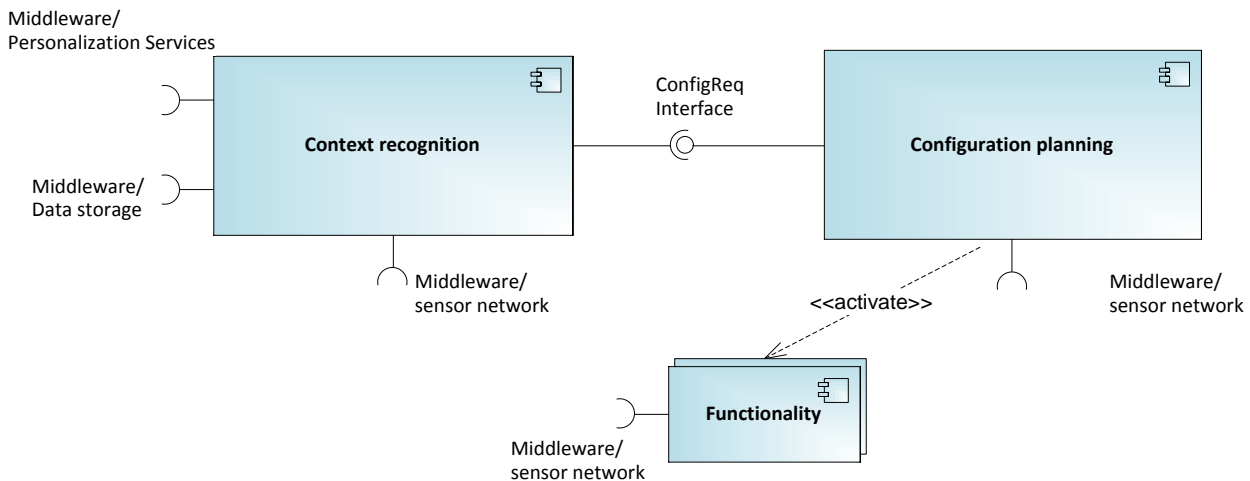 Middleware/
Personalization Services
ConfigReq
Interface
Context recognition
Configuration planning
Middleware/
Data storage
Middleware/
sensor network
Middleware/
sensor network
<<activate>>
Functionality
Middleware/
sensor network